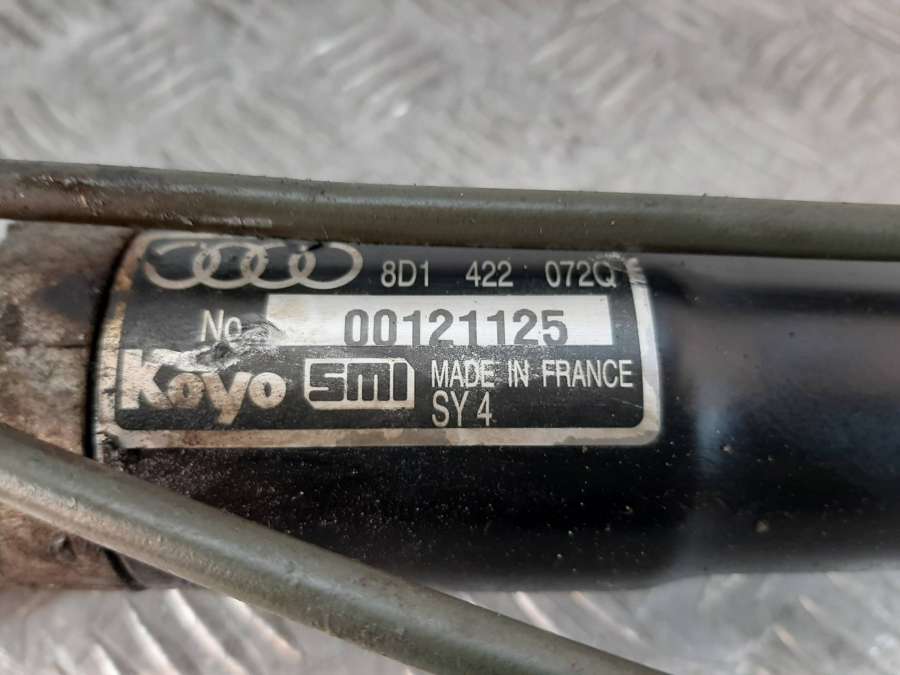 8D1 422 072Q
No 00121125
Koyo SMI MADE IN FRANCE
SY 4